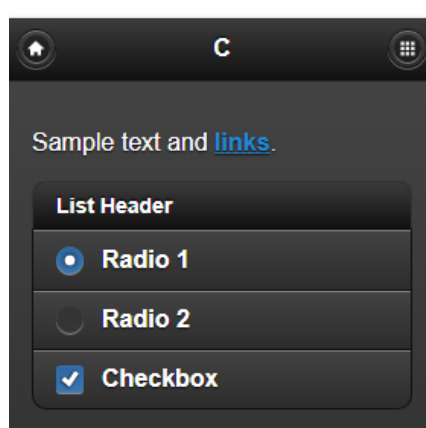 C
Sample text and links.
List Header
Radio 1
Radio 2
Checkbox